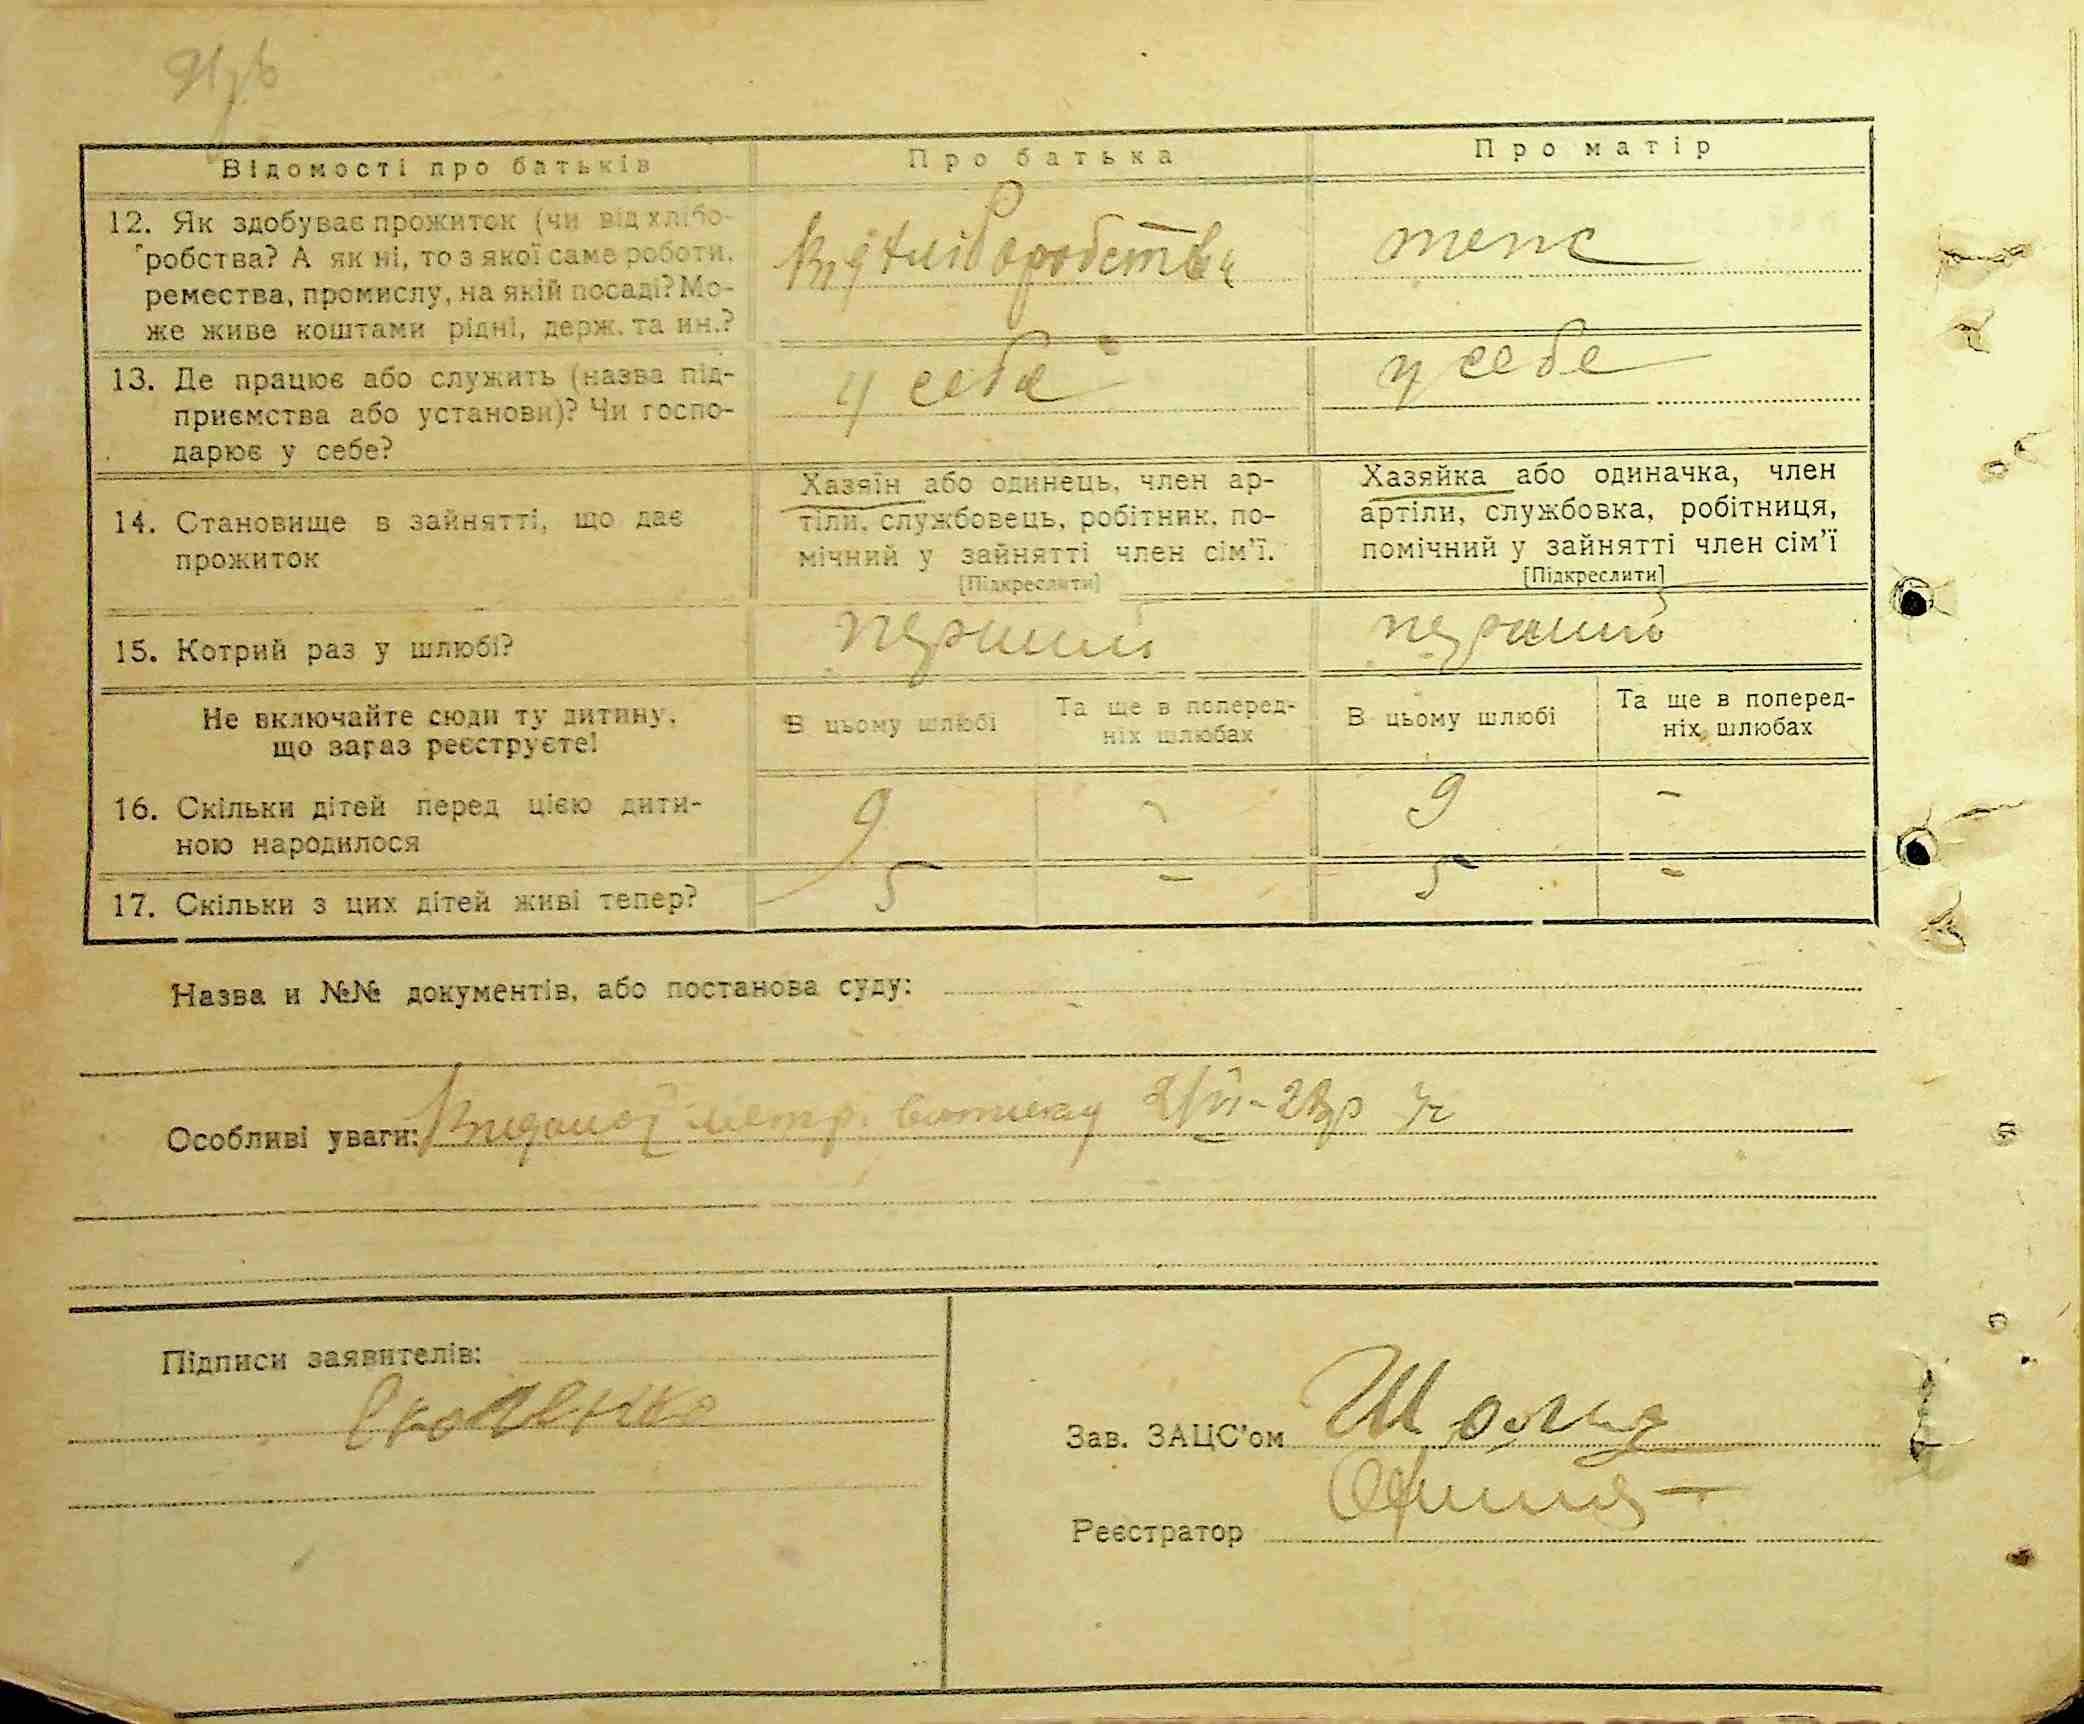 Відомості про батьків
Про батька
Про матір
12. Як здобуває прожиток (чи від хлібо-
робства? А як ні, то з якої саме роботи,
ремества, промислу, на якій посаді? Мо-
же живе коштами рідні, держ. та ин.?
від хліборобства
теж
13. Де працює або служить (назва під-
приємства або установи)? Чи госпо-
дарює у себе?
у себе
у себе
14. Становище в зайнятті, що дає
прожиток
Хазяїн або одинець, член ар-
тіли, службовець, робітник, по-
мічний у зайнятті член сім’ї.
[Підкреслити]
Хазяйка або одиначка, член
артіли, службовка, робітниця,
помічний у зайнятті член сім’ї
[Підкреслити]
15. Котрий раз у шлюбі?
перший
перший
Не включайте сюди ту дитину,
що зараз реєструєте!
В цьому шлюбі
Та ще в поперед-
ніх шлюбах
В цьому шлюбі
Та ще в поперед-
ніх шлюбах
16. Скільки дітей перед цією дити-
ною народилося
9
-
9
-
17. Скільки з цих дітей живі тепер?
5
-
5
-
Назва и №№ документів, або постанова суду:
-
Особливі уваги: метр.
Підписи заявителів:
Зав. ЗАЦС’ом
Реєстратор